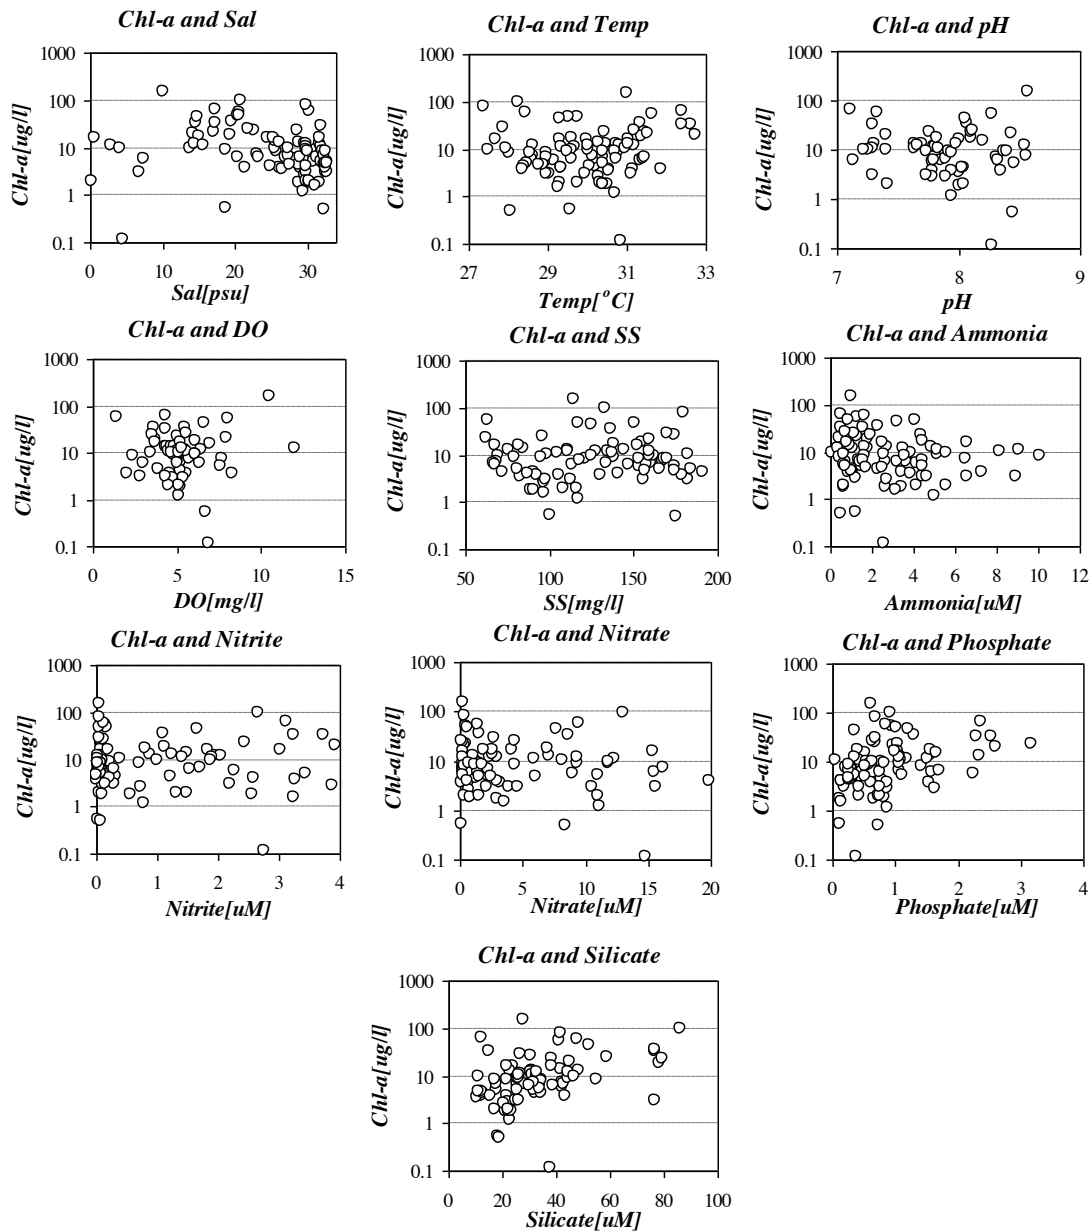 Chl-a and Sal
Chl-a[ug/l]
1000
100
10
1
0.1
0 10 20 30
Sal[psu]
Chl-a and Temp
Chl-a[ug/l]
1000
100
10
1
0.1
27 29 31 33
Temp[°C]
Chl-a and pH
Chl-a[ug/l]
1000
100
10
1
0.1
7 8 9
pH
Chl-a and DO
Chl-a[ug/l]
1000
100
10
1
0.1
0 5 10 15
DO[mg/l]
Chl-a and SS
Chl-a[ug/l]
1000
100
10
1
0.1
50 100 150 200
SS[mg/l]
Chl-a and Ammonia
Chl-a[ug/l]
1000
100
10
1
0.1
0 2 4 6 8 10 12
Ammonia[uM]
Chl-a and Nitrite
Chl-a[ug/l]
1000
100
10
1
0.1
0 1 2 3 4
Nitrite[uM]
Chl-a and Nitrate
Chl-a[ug/l]
1000
100
10
1
0.1
0 5 10 15 20
Nitrate[uM]
Chl-a and Phosphate
Chl-a[ug/l]
1000
100
10
1
0.1
0 1 2 3 4
Phosphate[uM]
Chl-a and Silicate
Chl-a[ug/l]
1000
100
10
1
0.1
0 20 40 60 80 100
Silicate[uM]